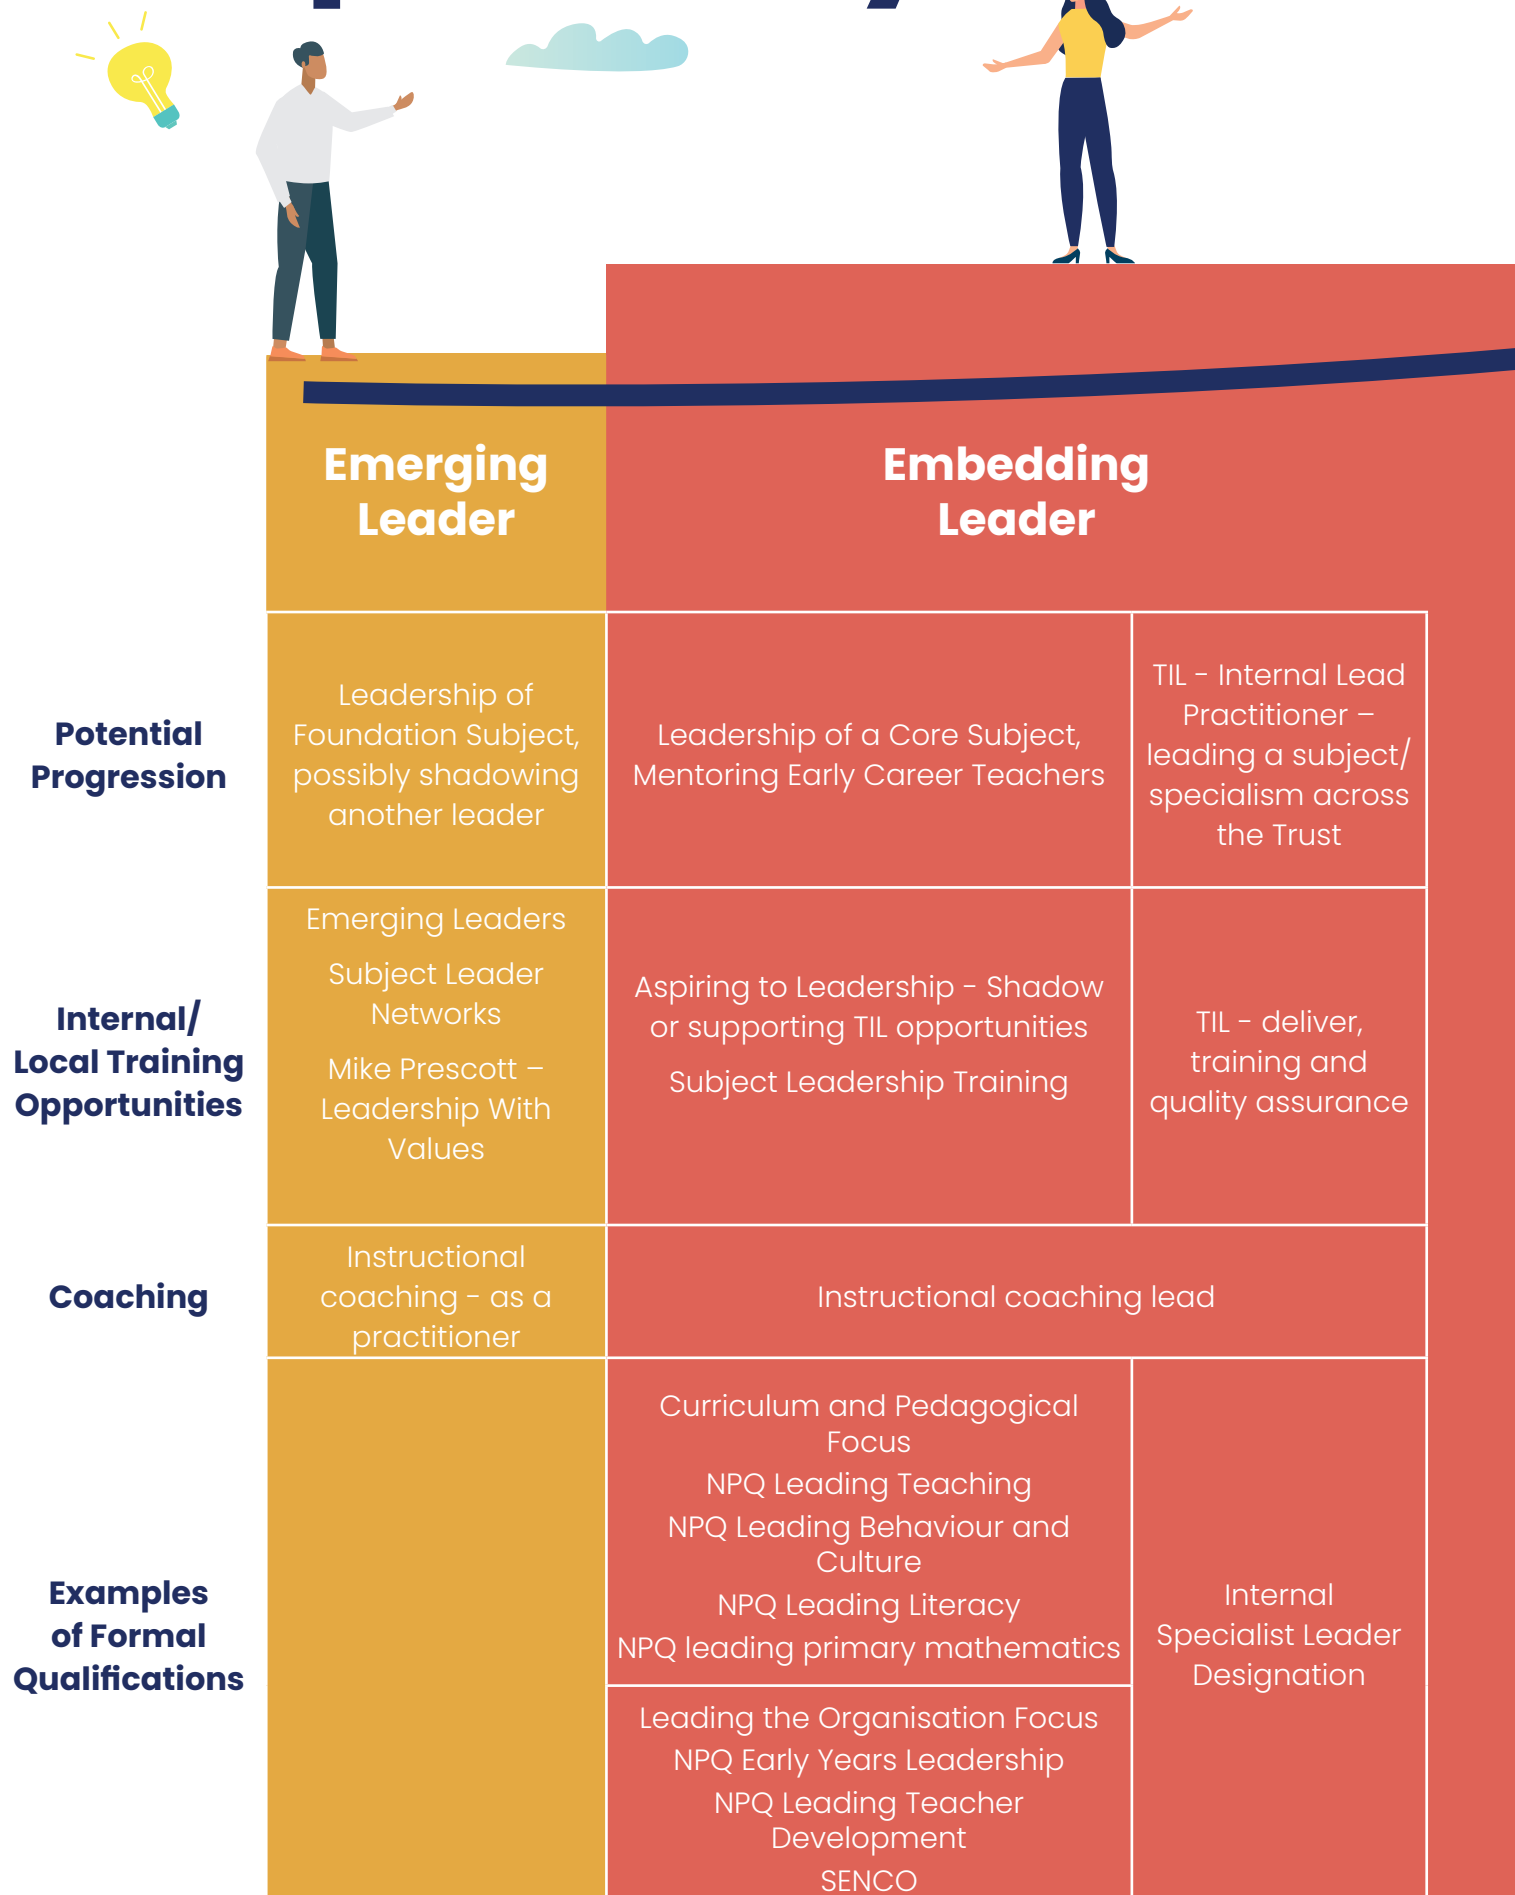 Emerging
Leader
Embedding
Leader
Potential
Progression
Leadership of
Foundation Subject,
possibly shadowing
another leader
Leadership of a Core Subject,
Mentoring Early Career Teachers
TIL - Internal Lead
Practitioner –
leading a subject/
specialism across
the Trust
Internal/
Local Training
Opportunities
Emerging Leaders
Subject Leader
Networks
Mike Prescott –
Leadership With
Values
Aspiring to Leadership - Shadow
or supporting TIL opportunities
Subject Leadership Training
TIL - deliver,
training and
quality assurance
Coaching
Instructional
coaching - as a
practitioner
Instructional coaching lead
Examples
of Formal
Qualifications
Curriculum and Pedagogical
Focus
NPQ Leading Teaching
NPQ Leading Behaviour and
Culture
NPQ Leading Literacy
NPQ leading primary mathematics
Leading the Organisation Focus
NPQ Early Years Leadership
NPQ Leading Teacher
Development
SENCO
Internal
Specialist Leader
Designation